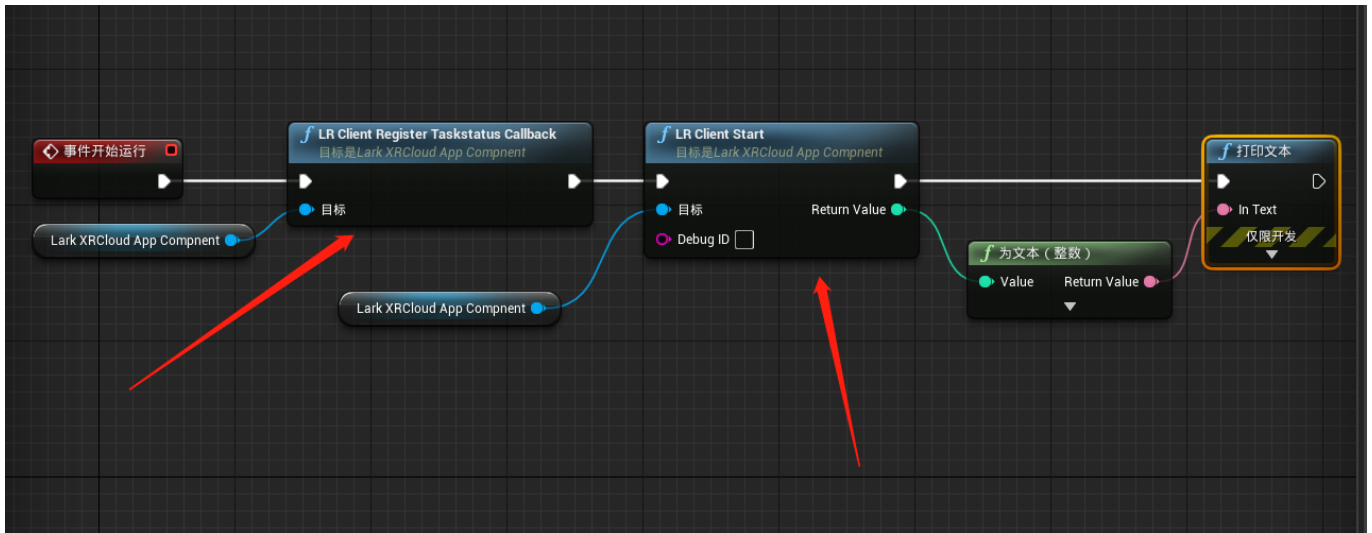 事件开始运行
Lark XRCloud App Compnent
LR Client Register Taskstatus Callback
目标是Lark XRCloud App Compnent
目标
Lark XRCloud App Compnent
LR Client Start
目标是Lark XRCloud App Compnent
目标 Return Value
Debug ID
为文本（整数）
Value Return Value
打印文本
In Text
仅限开发